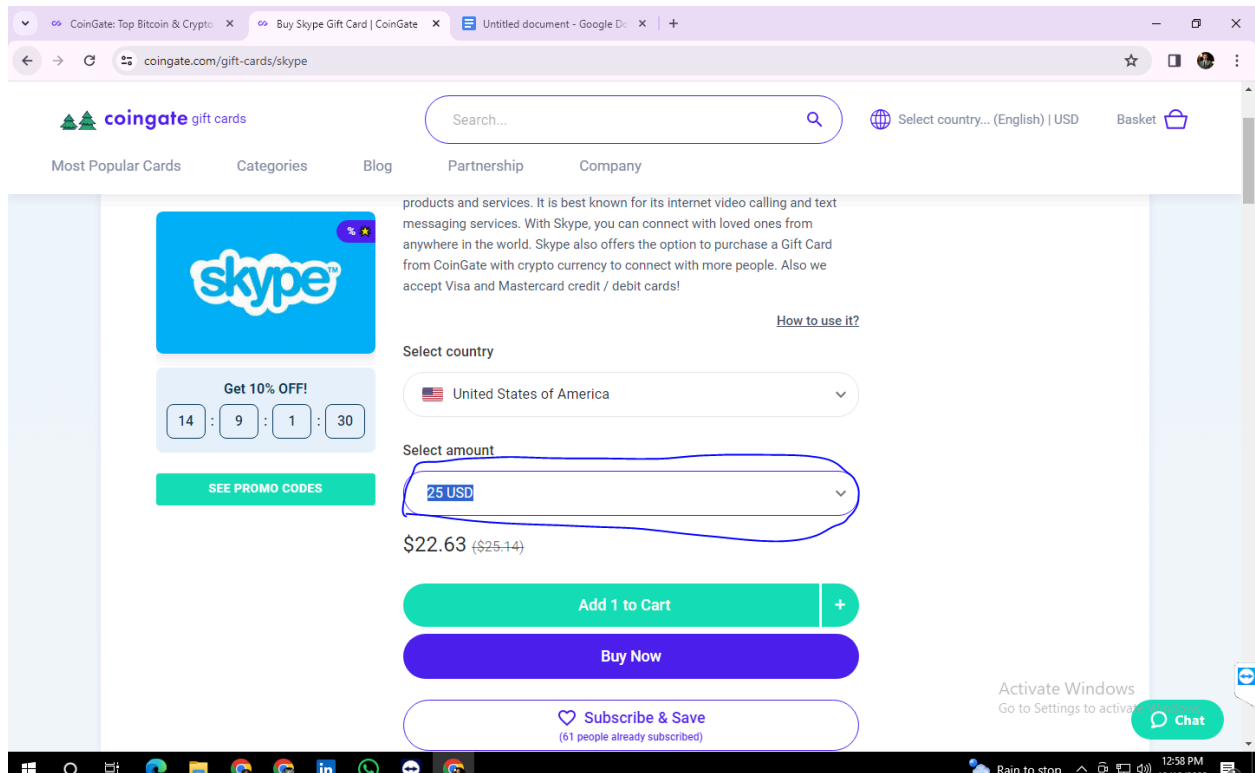 CoinGate: Top Bitcoin & Crypto
Buy Skype Gift Card | CoinGate
Untitled document - Google Do
coingate.com/gift-cards/skype
coingate gift cards
Search...
Select country... (English) | USD
Basket
Most Popular Cards
Categories
Blog
Partnership
Company
products and services. It is best known for its internet video calling and text
messaging services. With Skype, you can connect with loved ones from
anywhere in the world. Skype also offers the option to purchase a Gift Card
from CoinGate with crypto currency to connect with more people. Also we
accept Visa and Mastercard credit / debit cards!
%
skype™
How to use it?
Select country
United States of America
Get 10% OFF!
14 : 9 : 1 : 30
SEE PROMO CODES
Select amount
25 USD
$22.63 ($25.14)
Add 1 to Cart +
Buy Now
Subscribe & Save
(61 people already subscribed)
Activate Windows
Go to Settings to activate
Chat
Rain to stop
12:58 PM